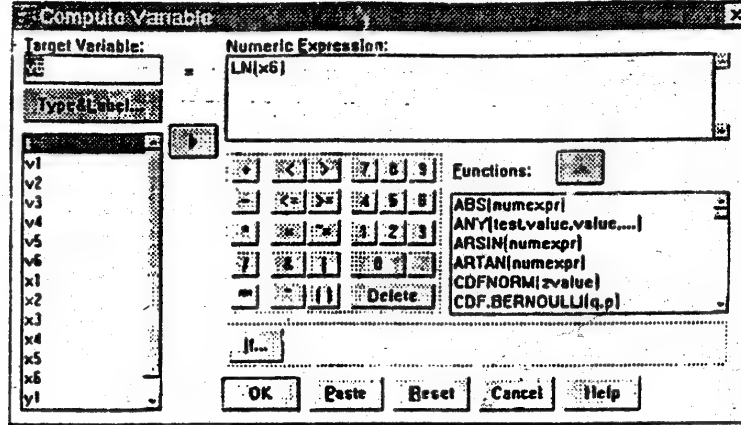 Compute Variable
Target Variable:
Numeric Expression:
=
LN(x6)
Type&Label...
v1
v2
v3
v4
v5
v6
x1
x2
x3
x4
x5
x6
y1
+ < > 7 8 9
- <= >= 4 5 6
* = ~= 1 2 3
/ & | 0 .
** ~ ( ) Delete
Functions:
ABS(numexpr)
ANY(test,value,value,...)
ARSIN(numexpr)
ARTAN(numexpr)
CDFNORM(zvalue)
CDF.BERNOULLI(q,p)
If...
OK Paste Reset Cancel Help